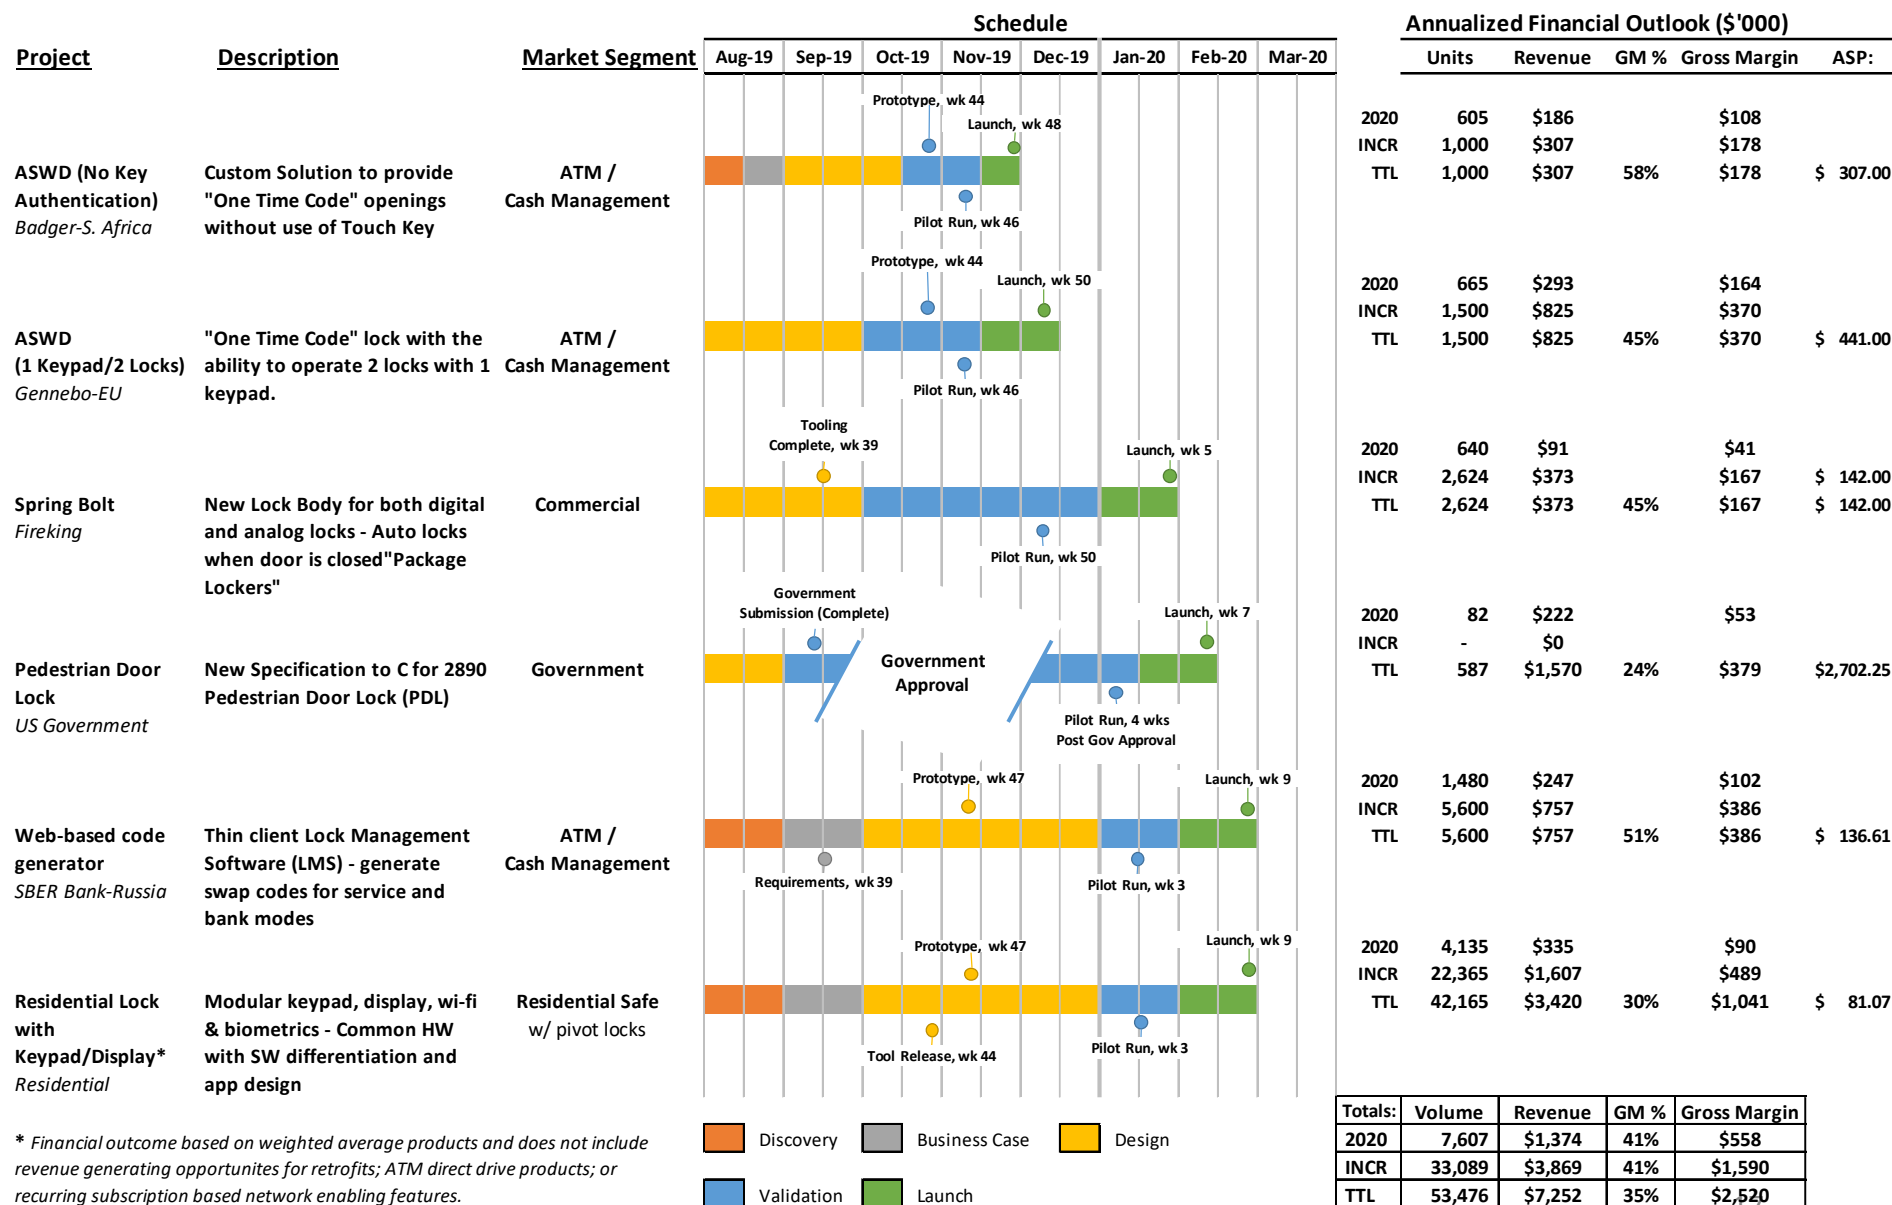 Schedule
Annualized Financial Outlook ($'000)
Project Description Market Segment Aug-19 Sep-19 Oct-19 Nov-19 Dec-19 Jan-20 Feb-20 Mar-20 Units Revenue GM % Gross Margin ASP:
Prototype, wk 44
Launch, wk 48
2020 605 $186 $108
INCR 1,000 $307 $178
TTL 1,000 $307 58% $178 $ 307.00
ASWD (No Key
Authentication)
Badger-S. Africa
Custom Solution to provide
"One Time Code" openings
without use of Touch Key
ATM /
Cash Management
Pilot Run, wk 46
Prototype, wk 44
Launch, wk 50
2020 665 $293 $164
INCR 1,500 $825 $370
TTL 1,500 $825 45% $370 $ 441.00
ASWD
(1 Keypad/2 Locks)
Gennebo-EU
"One Time Code" lock with the
ability to operate 2 locks with 1
keypad.
ATM /
Cash Management
Pilot Run, wk 46
Tooling
Complete, wk 39
Launch, wk 5
2020 640 $91 $41
INCR 2,624 $373 $167 $ 142.00
TTL 2,624 $373 45% $167 $ 142.00
Spring Bolt
Fireking
New Lock Body for both digital
and analog locks - Auto locks
when door is closed"Package
Lockers"
Commercial
Pilot Run, wk 50
Government
Submission (Complete)
Launch, wk 7
2020 82 $222 $53
INCR - $0
TTL 587 $1,570 24% $379 $2,702.25
Pedestrian Door
Lock
US Government
New Specification to C for 2890
Pedestrian Door Lock (PDL)
Government
Government
Approval
Pilot Run, 4 wks
Post Gov Approval
Prototype, wk 47
Launch, wk 9
2020 1,480 $247 $102
INCR 5,600 $757 $386
TTL 5,600 $757 51% $386 $ 136.61
Web-based code
generator
SBER Bank-Russia
Thin client Lock Management
Software (LMS) - generate
swap codes for service and
bank modes
ATM /
Cash Management
Requirements, wk 39
Pilot Run, wk 3
Prototype, wk 47
Launch, wk 9
2020 4,135 $335 $90
INCR 22,365 $1,607 $489
TTL 42,165 $3,420 30% $1,041 $ 81.07
Residential Lock
with
Keypad/Display*
Residential
Modular keypad, display, wi-fi
& biometrics - Common HW
with SW differentiation and
app design
Residential Safe
w/ pivot locks
Tool Release, wk 44
Pilot Run, wk 3
* Financial outcome based on weighted average products and does not include
revenue generating opportunites for retrofits; ATM direct drive products; or
recurring subscription based network enabling features.
Discovery Business Case Design
Validation Launch
Totals: Volume Revenue GM % Gross Margin
2020 7,607 $1,374 41% $558
INCR 33,089 $3,869 41% $1,590
TTL 53,476 $7,252 35% $2,520